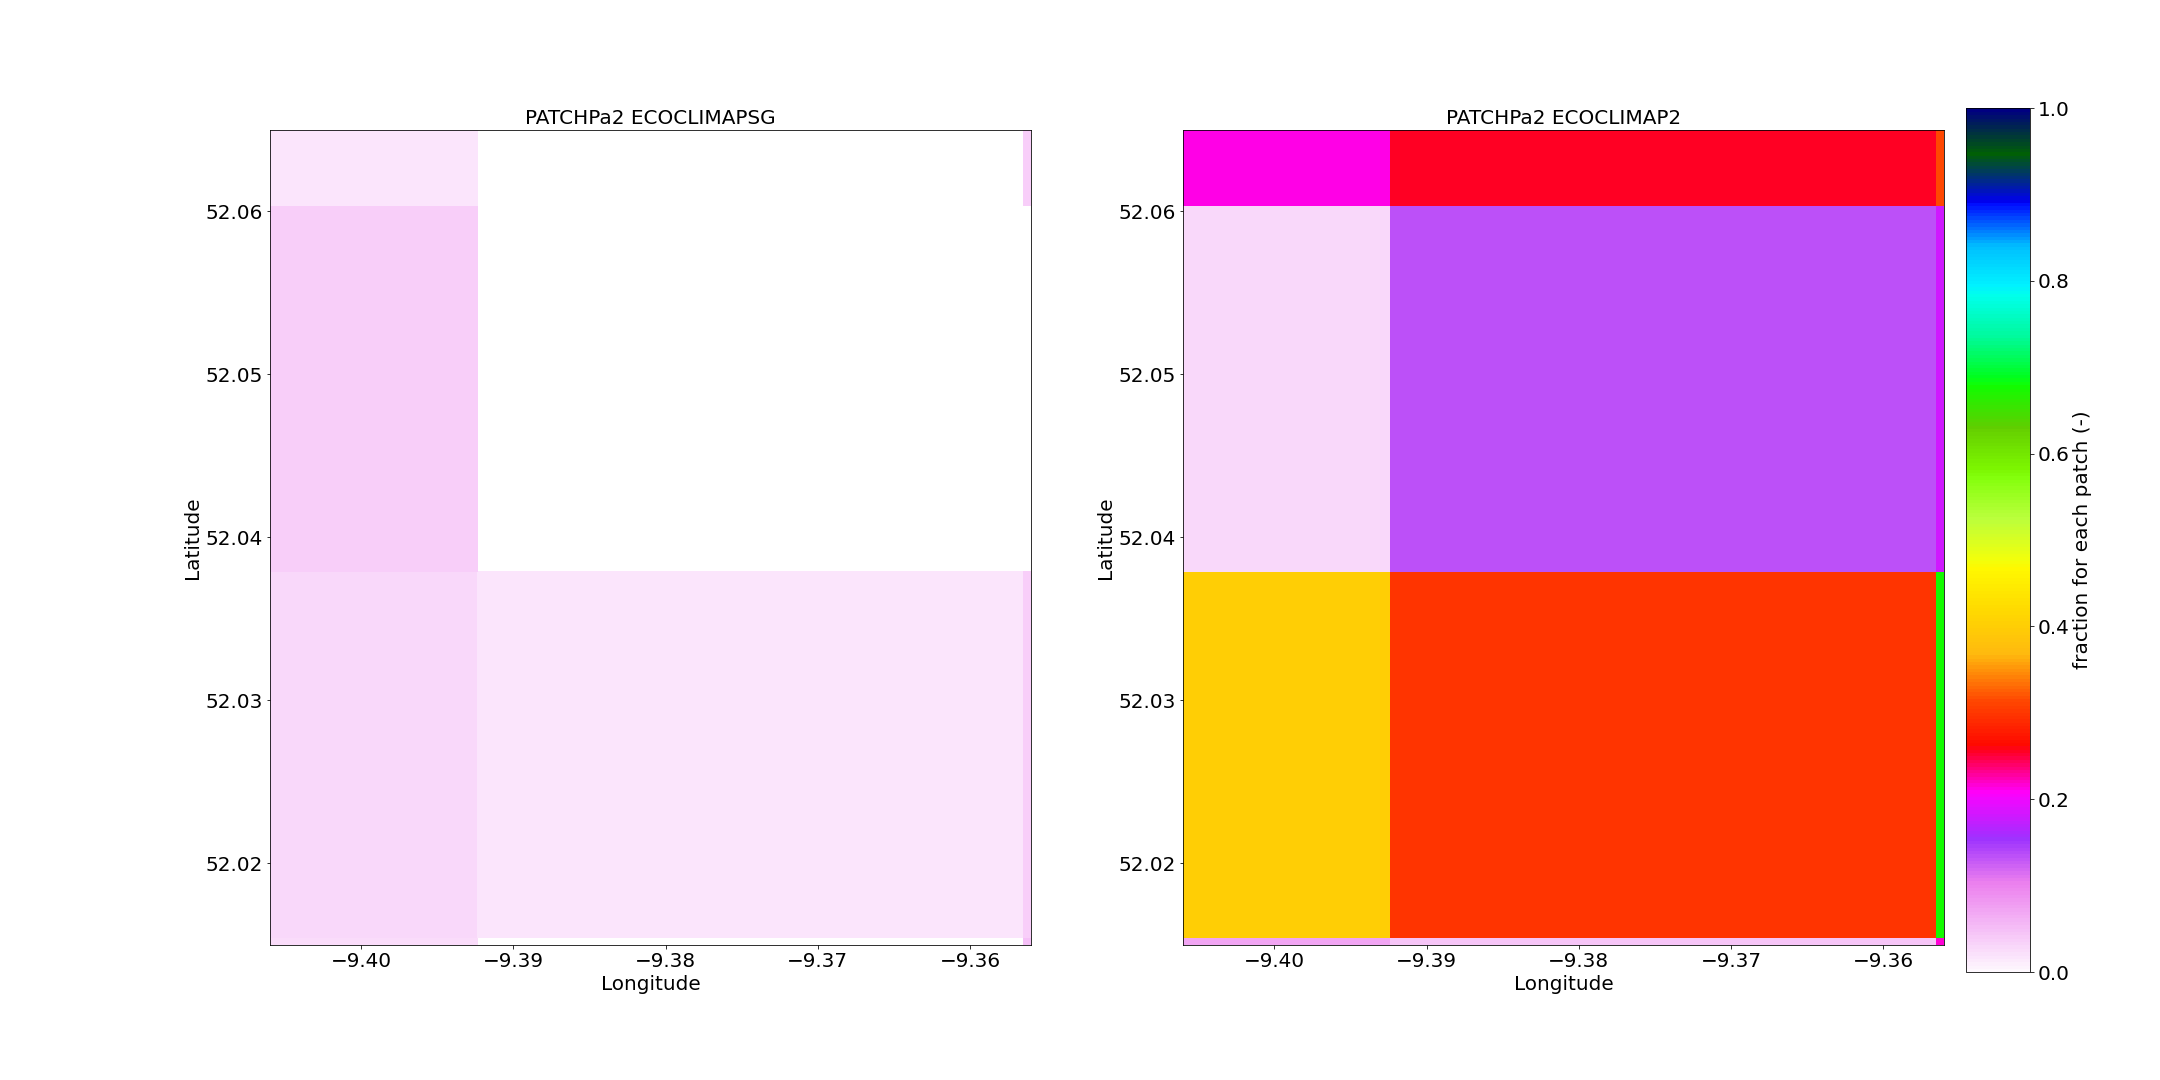 PATCHPa2 ECOCLIMAPSG
52.06
52.05
52.04
52.03
52.02
Latitude
−9.40 −9.39 −9.38 −9.37 −9.36
Longitude
PATCHPa2 ECOCLIMAP2
52.06
52.05
52.04
52.03
52.02
Latitude
−9.40 −9.39 −9.38 −9.37 −9.36
Longitude
1.0
0.8
0.6
0.4
0.2
0.0
fraction for each patch (-)